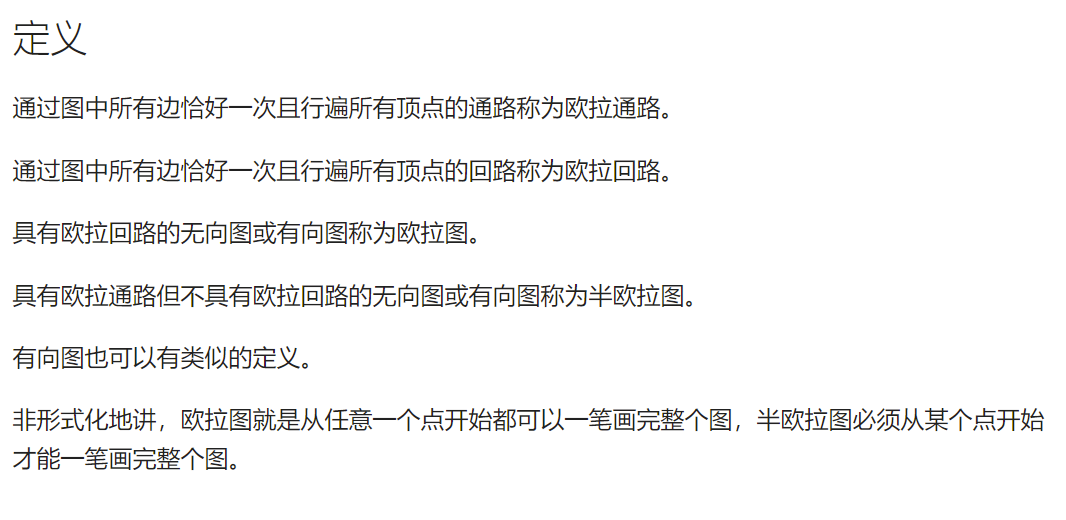 定义
通过图中所有边恰好一次且行遍所有顶点的通路称为欧拉通路。
通过图中所有边恰好一次且行遍所有顶点的回路称为欧拉回路。
具有欧拉回路的无向图或有向图称为欧拉图。
具有欧拉通路但不具有欧拉回路的无向图或有向图称为半欧拉图。
有向图也可以有类似的定义。
非形式化地讲，欧拉图就是从任意一个点开始都可以一笔画完整个图，半欧拉图必须从某个点开始
才能一笔画完整个图。